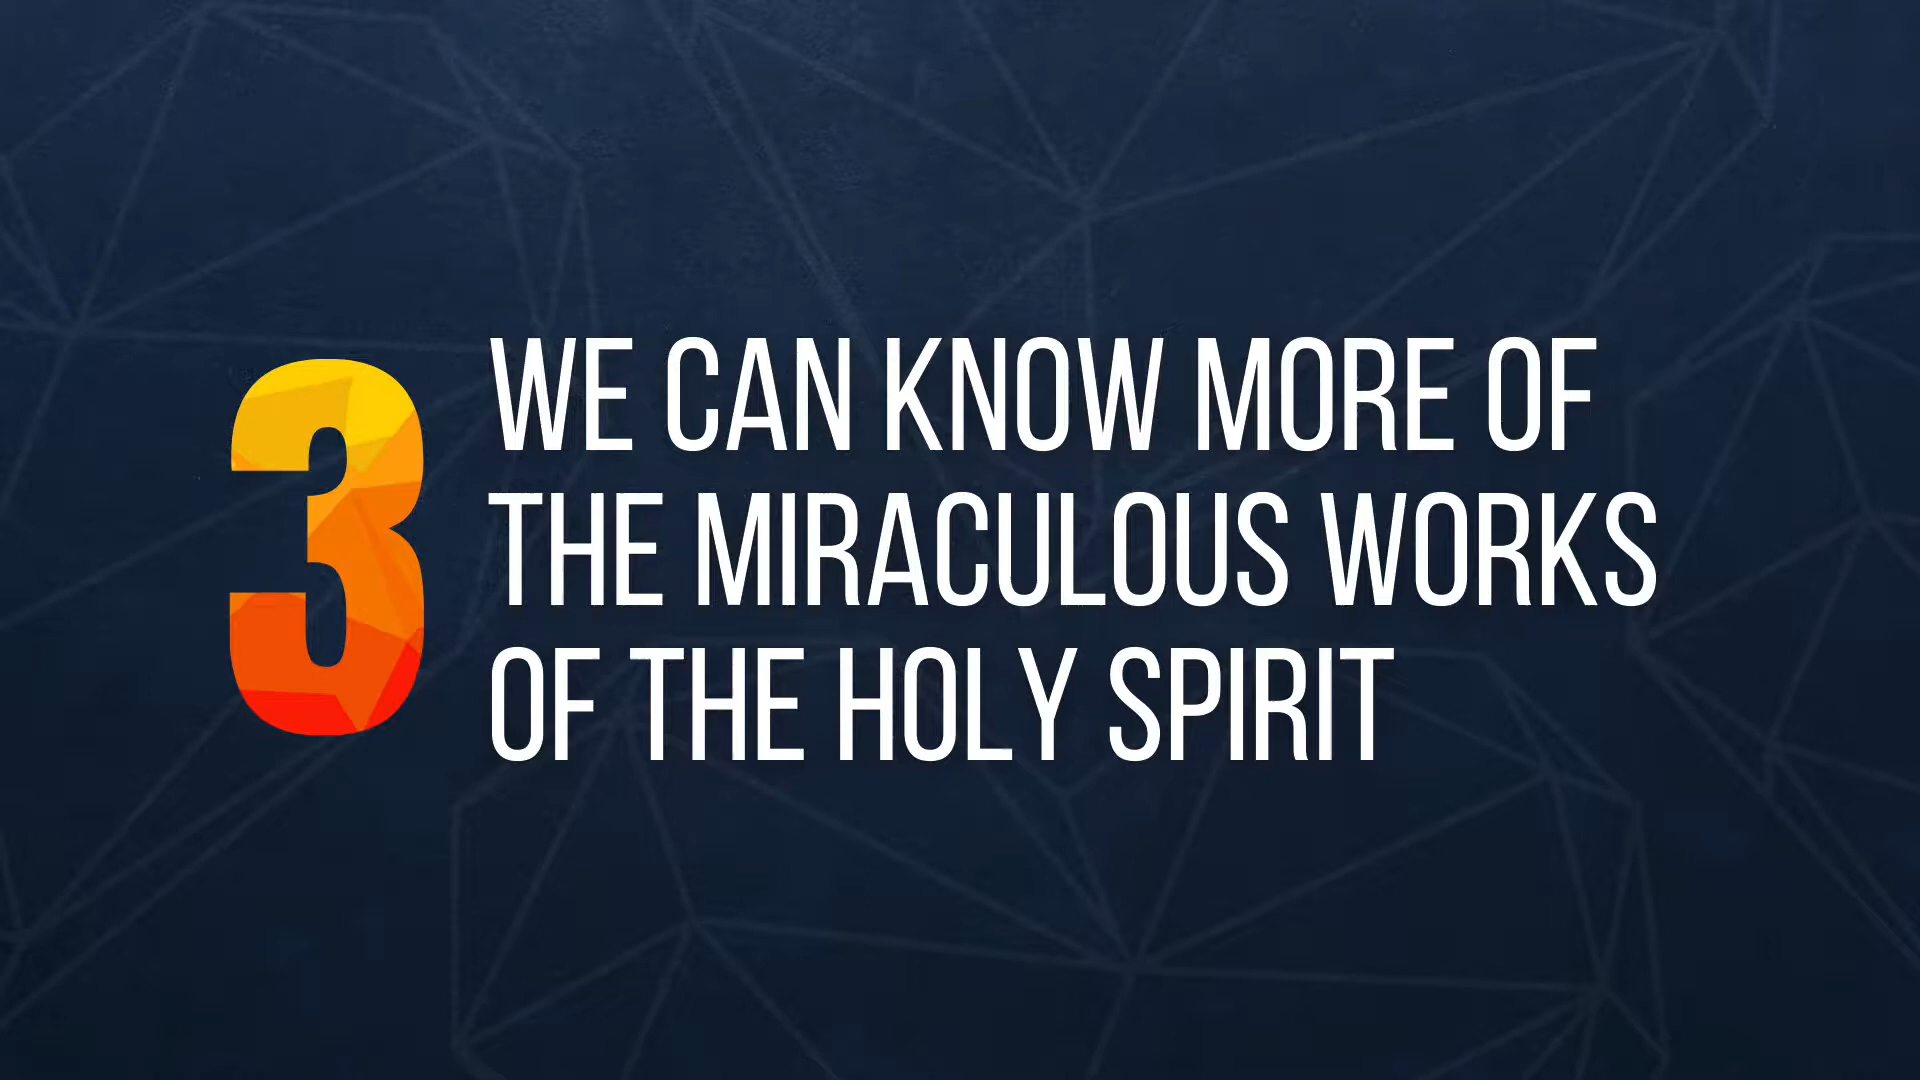 3
WE CAN KNOW MORE OF
THE MIRACULOUS WORKS
OF THE HOLY SPIRIT